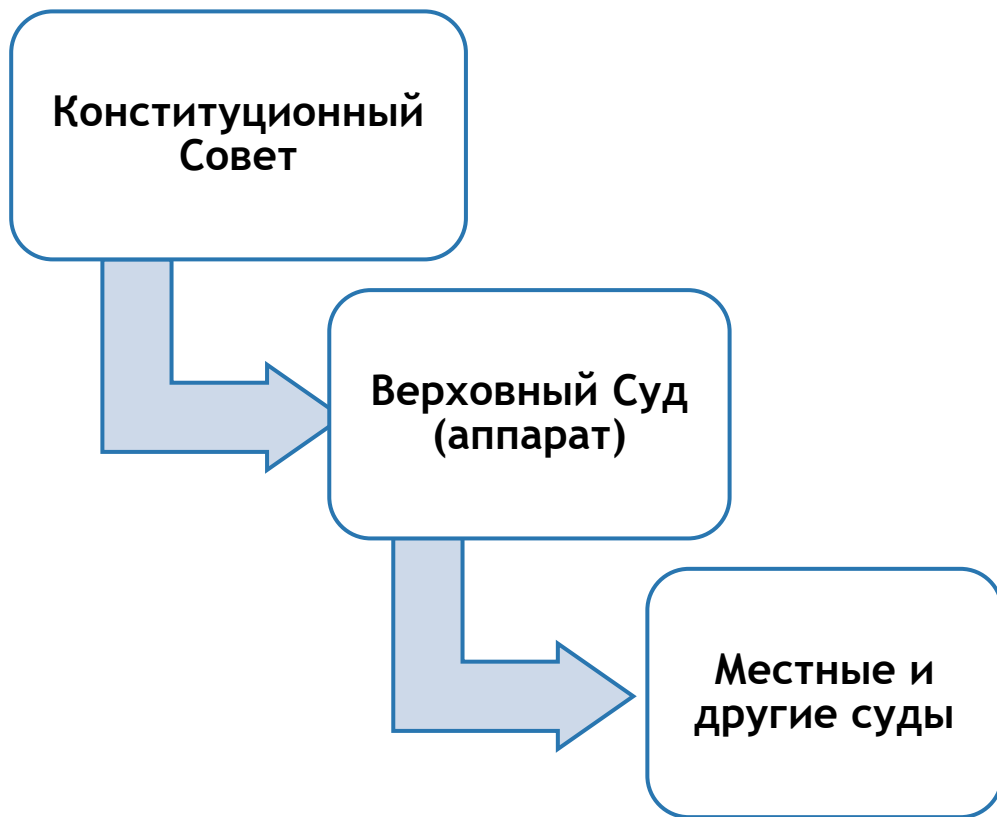 Конституционный
Совет
Верховный Суд
(аппарат)
Местные и
другие суды